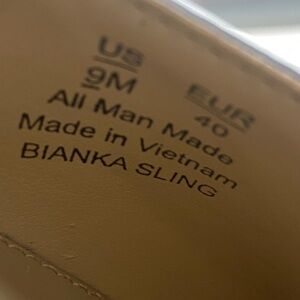 US EUR
9M 40
All Man Made
Made in Vietnam
BIANKA SLING